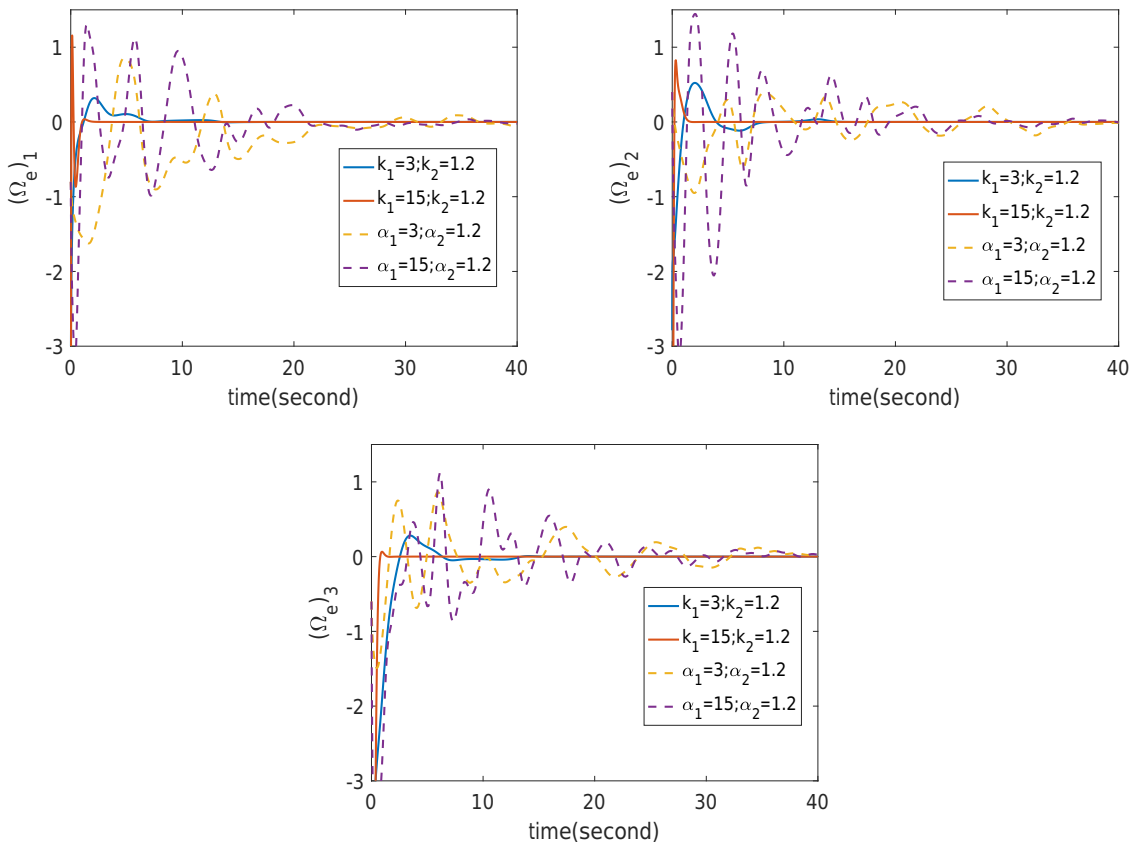 1
0
-1
-2
-3
(Ωₑ)₁
0 10 20 30 40
time(second)
k₁=3;k₂=1.2
k₁=15;k₂=1.2
α₁=3;α₂=1.2
α₁=15;α₂=1.2
1
0
-1
-2
-3
(Ωₑ)₂
0 10 20 30 40
time(second)
k₁=3;k₂=1.2
k₁=15;k₂=1.2
α₁=3;α₂=1.2
α₁=15;α₂=1.2
1
0
-1
-2
-3
(Ωₑ)₃
0 10 20 30 40
time(second)
k₁=3;k₂=1.2
k₁=15;k₂=1.2
α₁=3;α₂=1.2
α₁=15;α₂=1.2